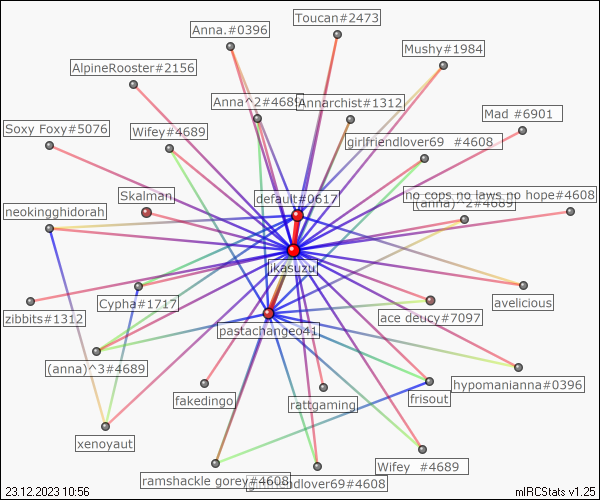 Toucan#2473
Anna.#0396
Mushy#1984
AlpineRooster#2156
Anna^2#4689
Annarchist#1312
Mad #6901
Soxy Foxy#5076
Wifey#4689
girlfriendlover69 #4608
Skalman
default#0617
no cops no laws no hope#4608
(anna)^2#4689
neokingghidorah
jkasuzu
Cypha#1717
avelicious
zibbits#1312
pastachangeo41
ace deucy#7097
(anna)^3#4689
hypomanianna#0396
fakedingo
rattgaming
frisout
xenoyaut
Wifey #4689
ramshackle gorey#4608
girlfriendlover69#4608
23.12.2023 10:56
mIRCStats v1.25